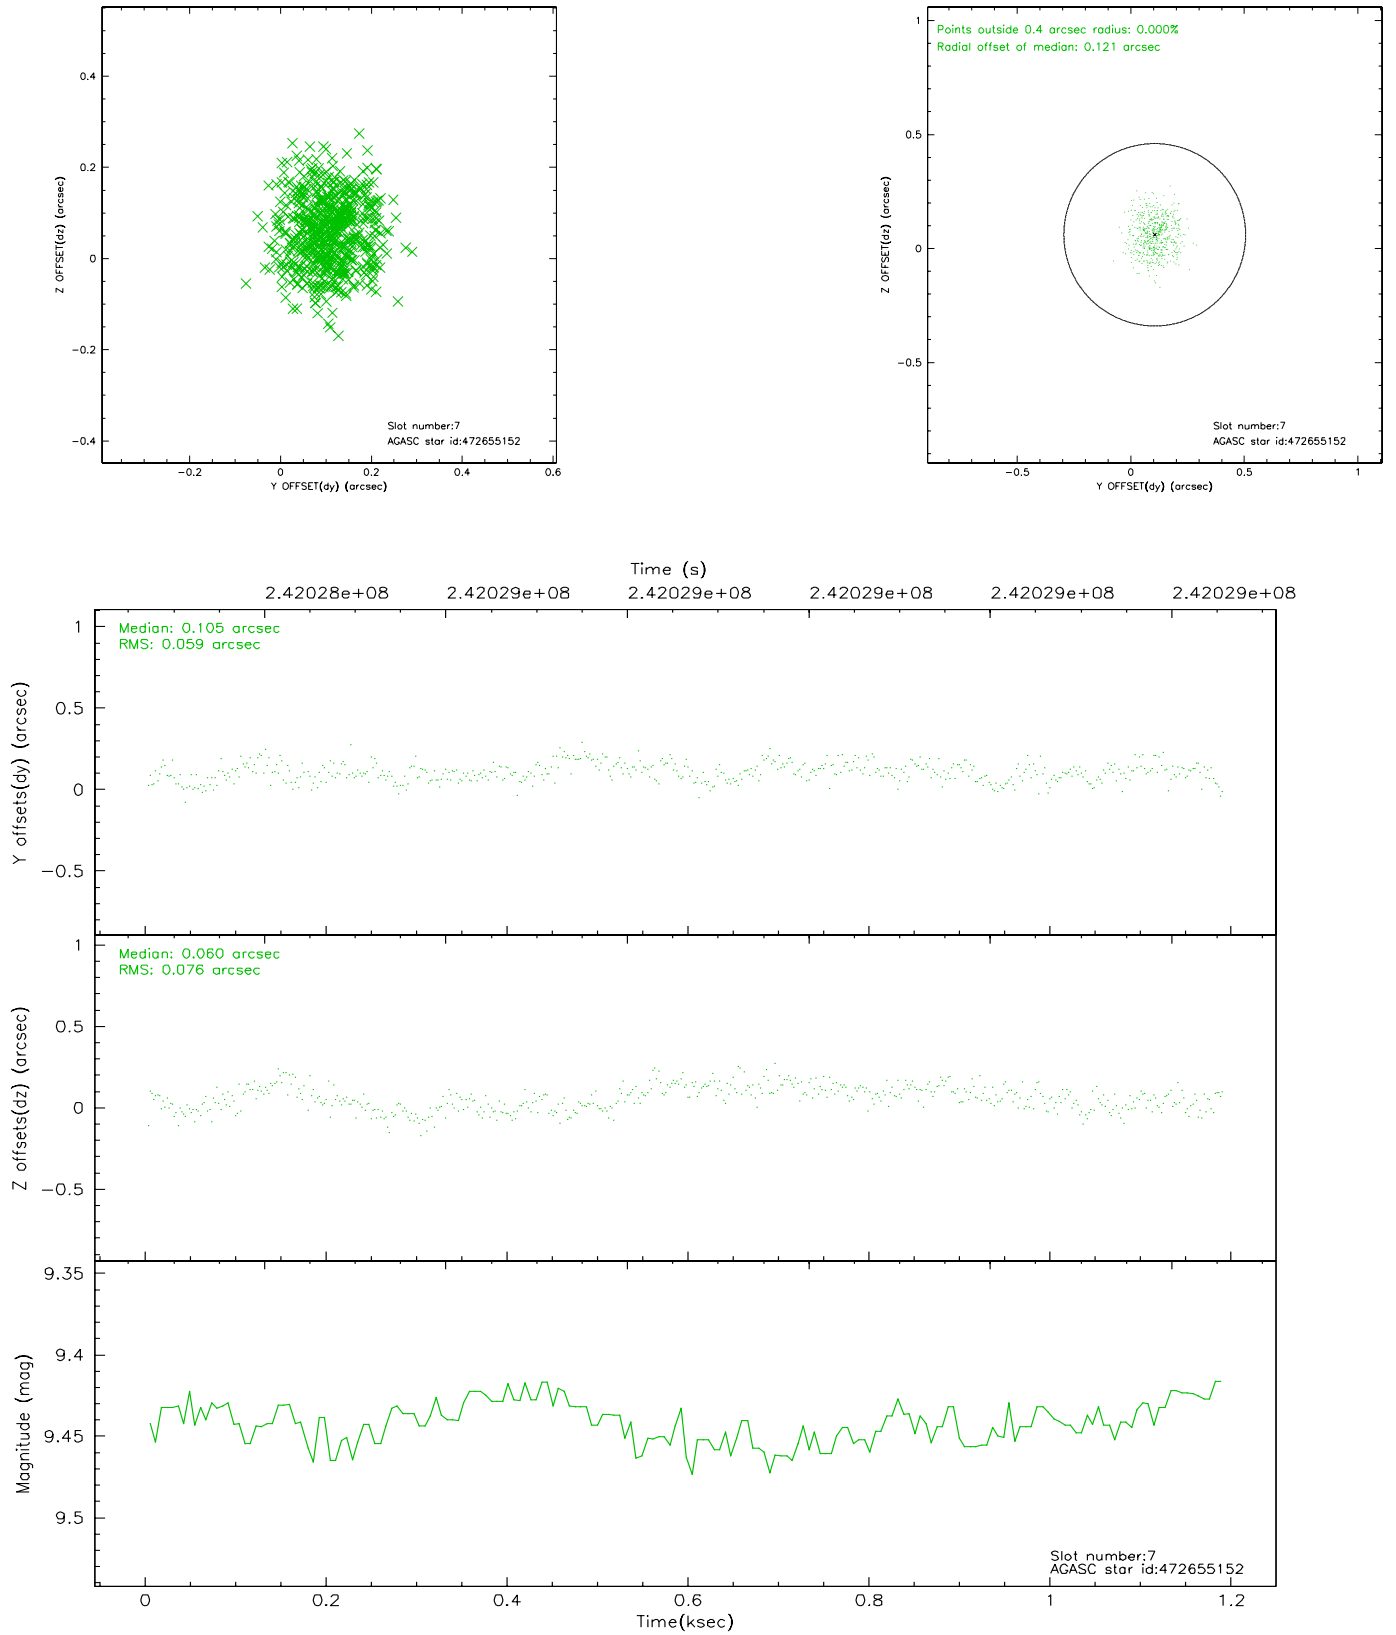 0.4
0.2
0
−0.2
−0.4
Z OFFSET(dz) (arcsec)
Slot number:7
AGASC star id:472655152
−0.2 0 0.2 0.4 0.6
Y OFFSET(dy) (arcsec)
Points outside 0.4 arcsec radius: 0.000%
Radial offset of median: 0.121 arcsec
1
0.5
0
−0.5
Z OFFSET(dz) (arcsec)
Slot number:7
AGASC star id:472655152
−0.5 0 0.5 1
Y OFFSET(dy) (arcsec)
Time (s)
2.42028e+08 2.42029e+08 2.42029e+08 2.42029e+08 2.42029e+08 2.42029e+08
Median: 0.105 arcsec
RMS: 0.059 arcsec
1
0.5
0
−0.5
Y offsets(dy) (arcsec)
Median: 0.060 arcsec
RMS: 0.076 arcsec
1
0.5
0
−0.5
Z offsets(dz) (arcsec)
9.35
9.4
9.45
9.5
Magnitude (mag)
Slot number:7
AGASC star id:472655152
0 0.2 0.4 0.6 0.8 1 1.2
Time(ksec)